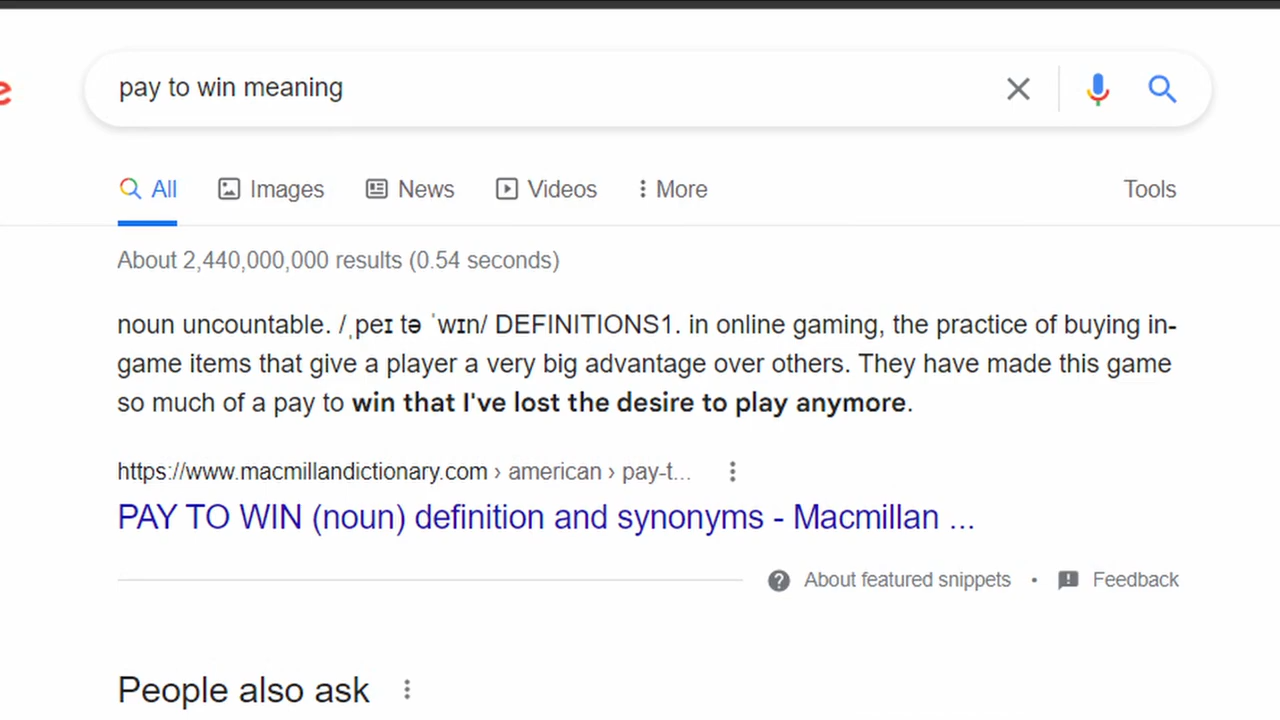 pay to win meaning
All Images News Videos More Tools
About 2,440,000,000 results (0.54 seconds)
noun uncountable. /ˌpeɪ tə ˈwɪn/ DEFINITIONS1. in online gaming, the practice of buying in-
game items that give a player a very big advantage over others. They have made this game
so much of a pay to win that I've lost the desire to play anymore.
https://www.macmillandictionary.com › american › pay-t...
PAY TO WIN (noun) definition and synonyms - Macmillan ...
About featured snippets • Feedback
People also ask